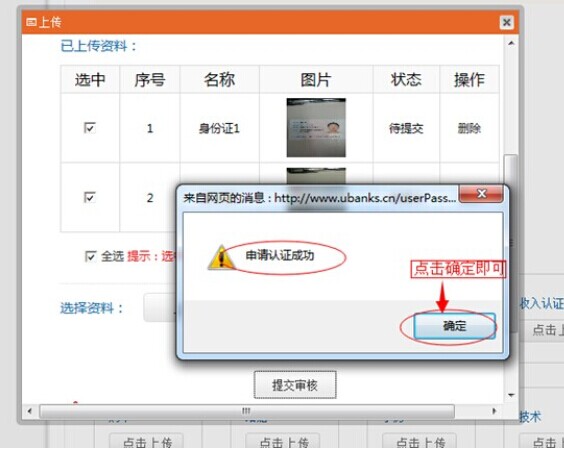 上传
已上传资料：
选中 序号 名称 图片 状态 操作
1 身份证1 待提交 删除
2
来自网页的消息：http://www.ubanks.cn/userPass...
申请认证成功
点击确定即可
确定
全选 提示：选
选择资料：
收入认证
点击上
提交审核
技术
点击上传 点击上传 点击上传 点击上